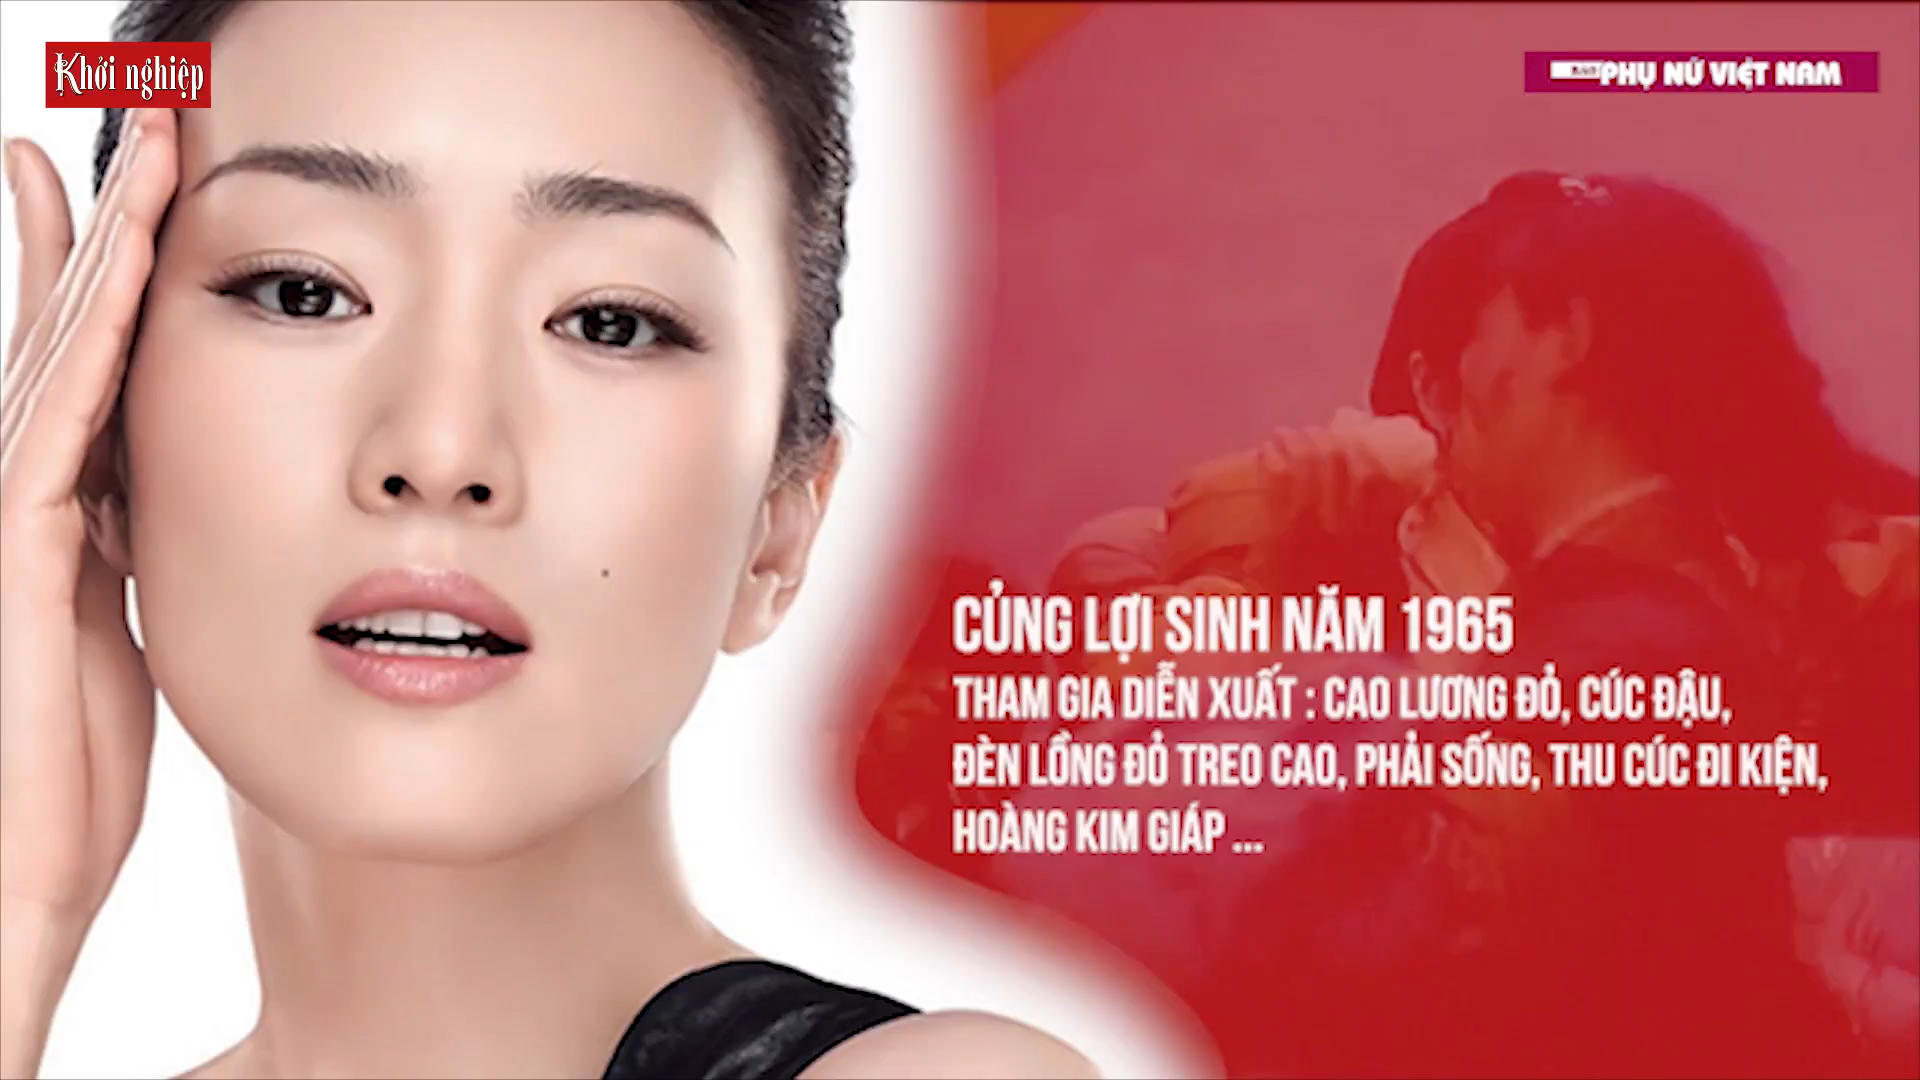 Khởi nghiệp
PHỤ NỮ VIỆT NAM
CỦNG LỢI SINH NĂM 1965
THAM GIA DIỄN XUẤT : CAO LƯƠNG ĐỎ, CÚC ĐẬU,
ĐÈN LỒNG ĐỎ TREO CAO, PHẢI SỐNG, THU CÚC ĐI KIỆN,
HOÀNG KIM GIÁP ...